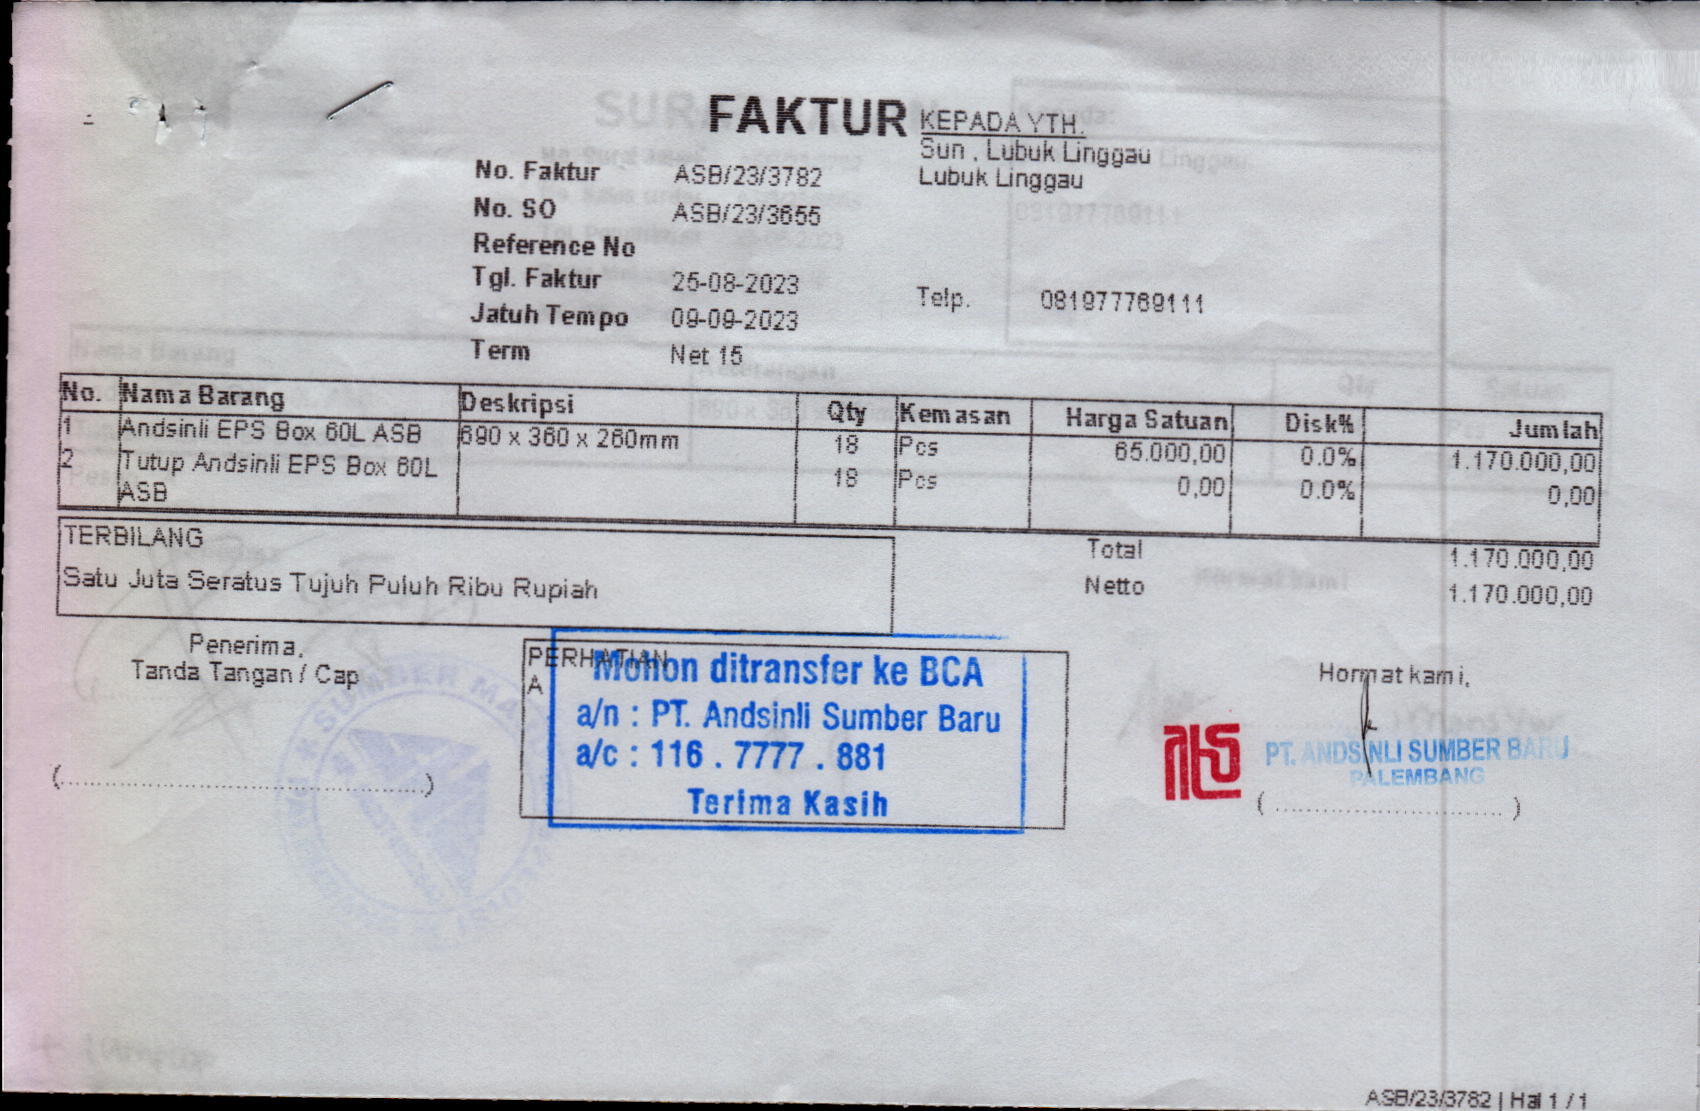 FAKTUR
KEPADA YTH.
Sun , Lubuk Linggau
Lubuk Linggau
No. Faktur ASB/23/3782
No. SO ASB/23/3655
Reference No
Tgl. Faktur 25-08-2023
Telp. 081977769111
Jatuh Tempo 09-09-2023
Term Net 15
No. Nama Barang Deskripsi Qty Kemasan Harga Satuan Disk% Jumlah
1 Andsinli EPS Box 60L ASB 690 x 360 x 260mm 18 Pcs 65.000,00 0.0% 1.170.000,00
2 Tutup Andsinli EPS Box 60L 18 Pcs 0,00 0.0% 0,00
ASB
TERBILANG
Satu Juta Seratus Tujuh Puluh Ribu Rupiah
Total 1.170.000,00
Netto 1.170.000,00
Penerima,
Tanda Tangan / Cap
(........................................)
PERHATIAN
A
Mohon ditransfer ke BCA
a/n : PT. Andsinli Sumber Baru
a/c : 116 . 7777 . 881
Terima Kasih
Hormat kami,
PT. ANDSINLI SUMBER BARU
PALEMBANG
(................................)
ASB/23/3782 | Hal 1 / 1